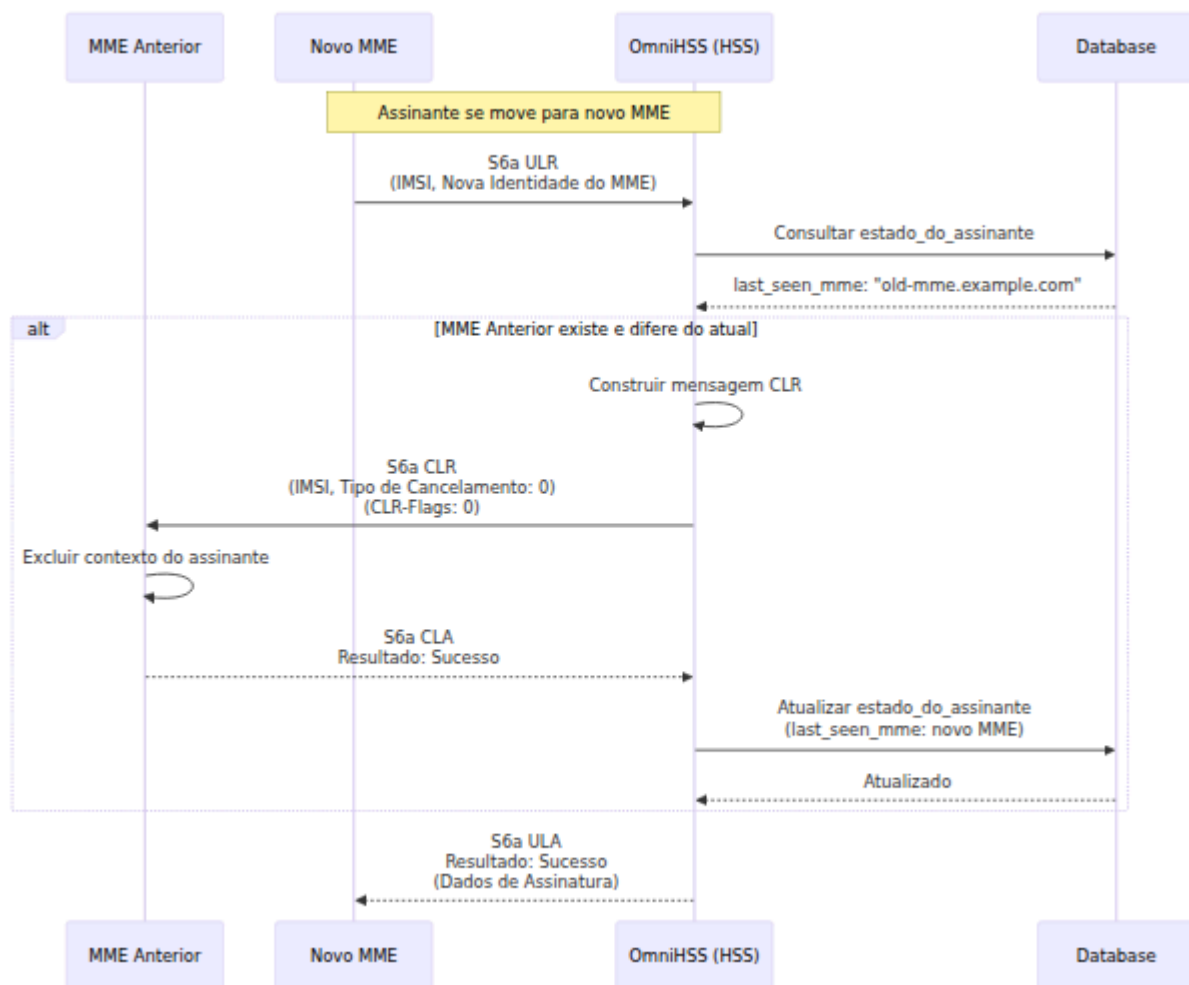 MME Anterior
Novo MME
OmniHSS (HSS)
Database
Assinante se move para novo MME
S6a ULR
(IMSI, Nova Identidade do MME)
Consultar estado_do_assinante
last_seen_mme: "old-mme.example.com"
alt
[MME Anterior existe e difere do atual]
Construir mensagem CLR
S6a CLR
(IMSI, Tipo de Cancelamento: 0)
(CLR-Flags: 0)
Excluir contexto do assinante
S6a CLA
Resultado: Sucesso
Atualizar estado_do_assinante
(last_seen_mme: novo MME)
Atualizado
S6a ULA
Resultado: Sucesso
(Dados de Assinatura)
MME Anterior
Novo MME
OmniHSS (HSS)
Database